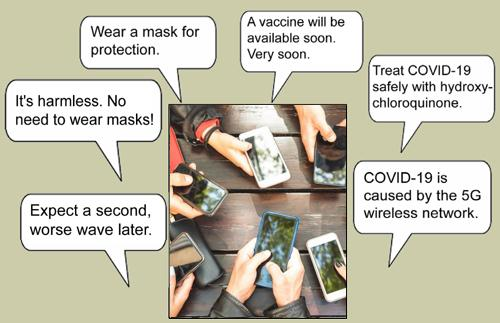 Wear a mask for
protection.
A vaccine will be
available soon.
Very soon.
Treat COVID-19
safely with hydroxy-
chloroquinone.
It's harmless. No
need to wear masks!
COVID-19 is
caused by the 5G
wireless network.
Expect a second,
worse wave later.